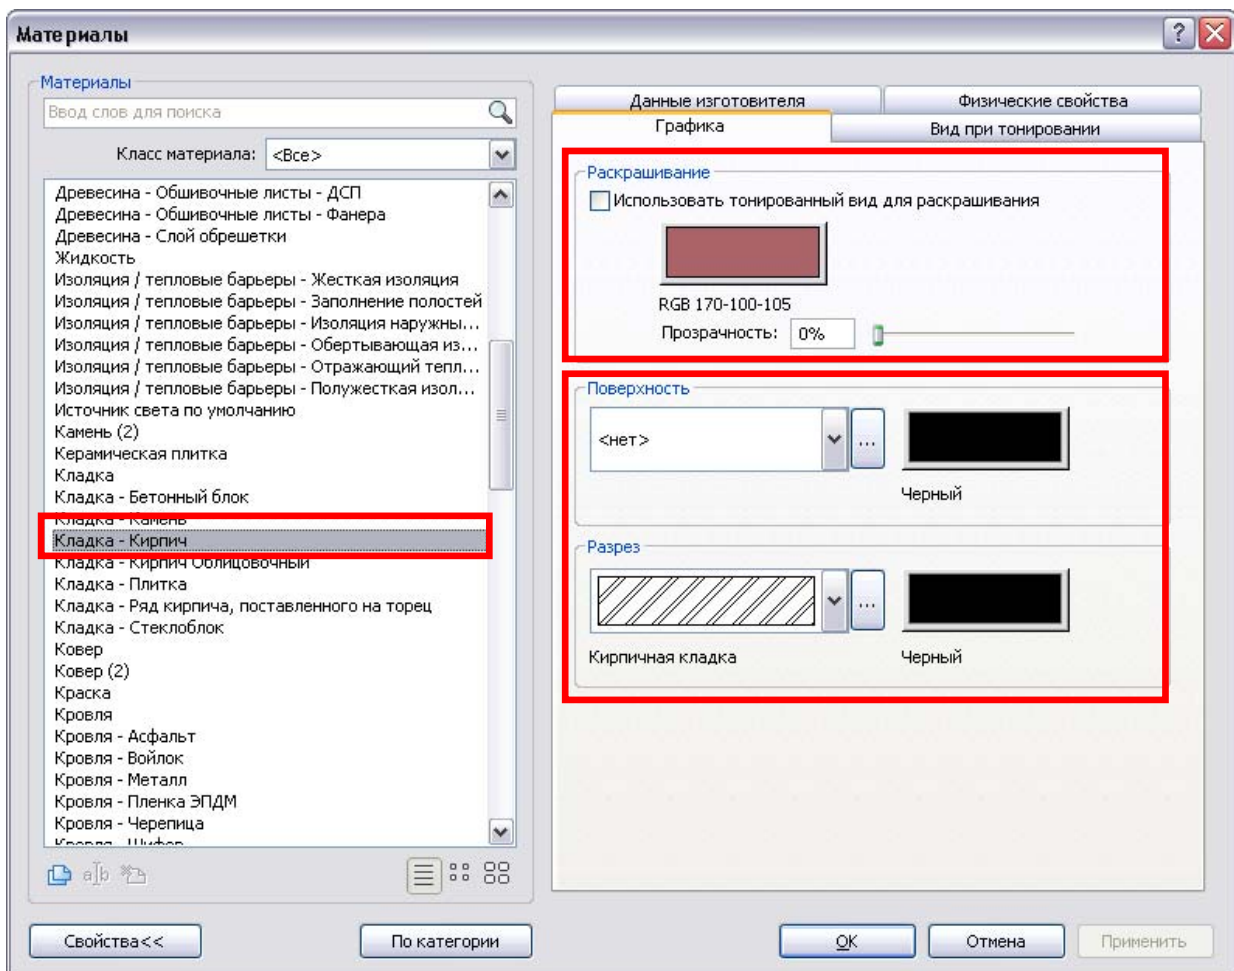 Материалы
Материалы
Ввод слов для поиска
Класс материала: <Все>
Древесина - Обшивочные листы - ДСП
Древесина - Обшивочные листы - Фанера
Древесина - Слой обрешетки
Жидкость
Изоляция / тепловые барьеры - Жесткая изоляция
Изоляция / тепловые барьеры - Заполнение полостей
Изоляция / тепловые барьеры - Изоляция наружны...
Изоляция / тепловые барьеры - Обертывающая из...
Изоляция / тепловые барьеры - Отражающий тепл...
Изоляция / тепловые барьеры - Полужесткая изол...
Источник света по умолчанию
Камень (2)
Керамическая плитка
Кладка
Кладка - Бетонный блок
Кладка - Камень
Кладка - Кирпич
Кладка - Кирпич Облицовочный
Кладка - Плитка
Кладка - Ряд кирпича, поставленного на торец
Кладка - Стеклоблок
Ковер
Ковер (2)
Краска
Кровля
Кровля - Асфальт
Кровля - Войлок
Кровля - Металл
Кровля - Пленка ЭПДМ
Кровля - Черепица
Кровля - Шифер
Свойства<<
По категории
Данные изготовителя
Физические свойства
Графика
Вид при тонировании
Раскрашивание
Использовать тонированный вид для раскрашивания
RGB 170-100-105
Прозрачность: 0%
Поверхность
<нет>
...
Черный
Разрез
...
Кирпичная кладка
Черный
OK
Отмена
Применить